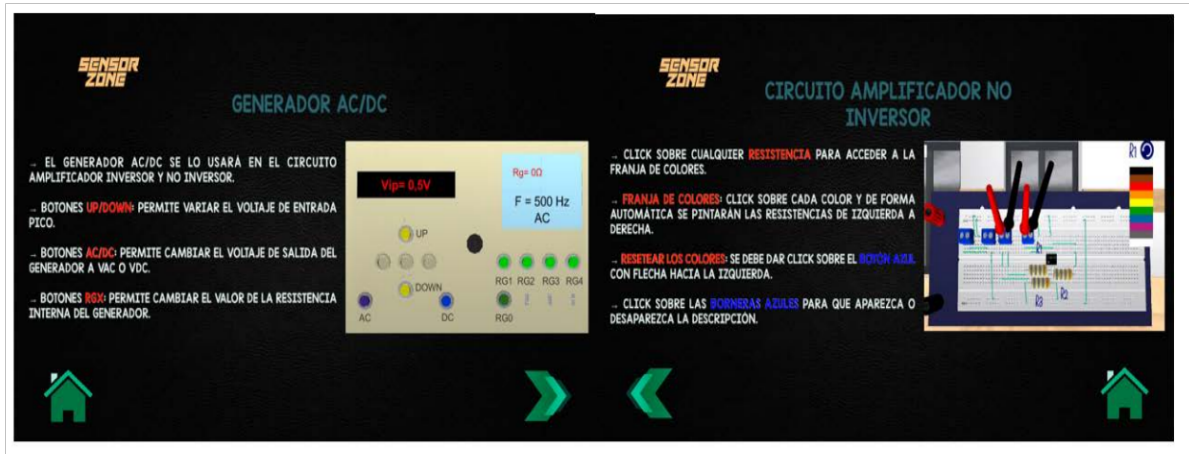 SENSOR
ZONE
GENERADOR AC/DC
→ EL GENERADOR AC/DC SE LO USARÁ EN EL CIRCUITO
AMPLIFICADOR INVERSOR Y NO INVERSOR.
→ BOTONES UP/DOWN: PERMITE VARIAR EL VOLTAJE DE ENTRADA
PICO.
→ BOTONES AC/DC: PERMITE CAMBIAR EL VOLTAJE DE SALIDA DEL
GENERADOR A VAC O VDC.
→ BOTONES RGX: PERMITE CAMBIAR EL VALOR DE LA RESISTENCIA
INTERNA DEL GENERADOR.
Vip= 0,5V
Rg= 0Ω
F = 500 Hz
AC
UP
DOWN
AC
DC
RG1 RG2 RG3 RG4
RG0
SENSOR
ZONE
CIRCUITO AMPLIFICADOR NO
INVERSOR
→ CLICK SOBRE CUALQUIER RESISTENCIA PARA ACCEDER A LA
FRANJA DE COLORES.
→ FRANJA DE COLORES: CLICK SOBRE CADA COLOR Y DE FORMA
AUTOMÁTICA SE PINTARÁN LAS RESISTENCIAS DE IZQUIERDA A
DERECHA.
→ RESETEAR LOS COLORES: SE DEBE DAR CLICK SOBRE EL BOTÓN AZUL
CON FLECHA HACIA LA IZQUIERDA.
→ CLICK SOBRE LAS BORNERAS AZULES PARA QUE APAREZCA O
DESAPAREZCA LA DESCRIPCIÓN.
R1
R1
R2
R3